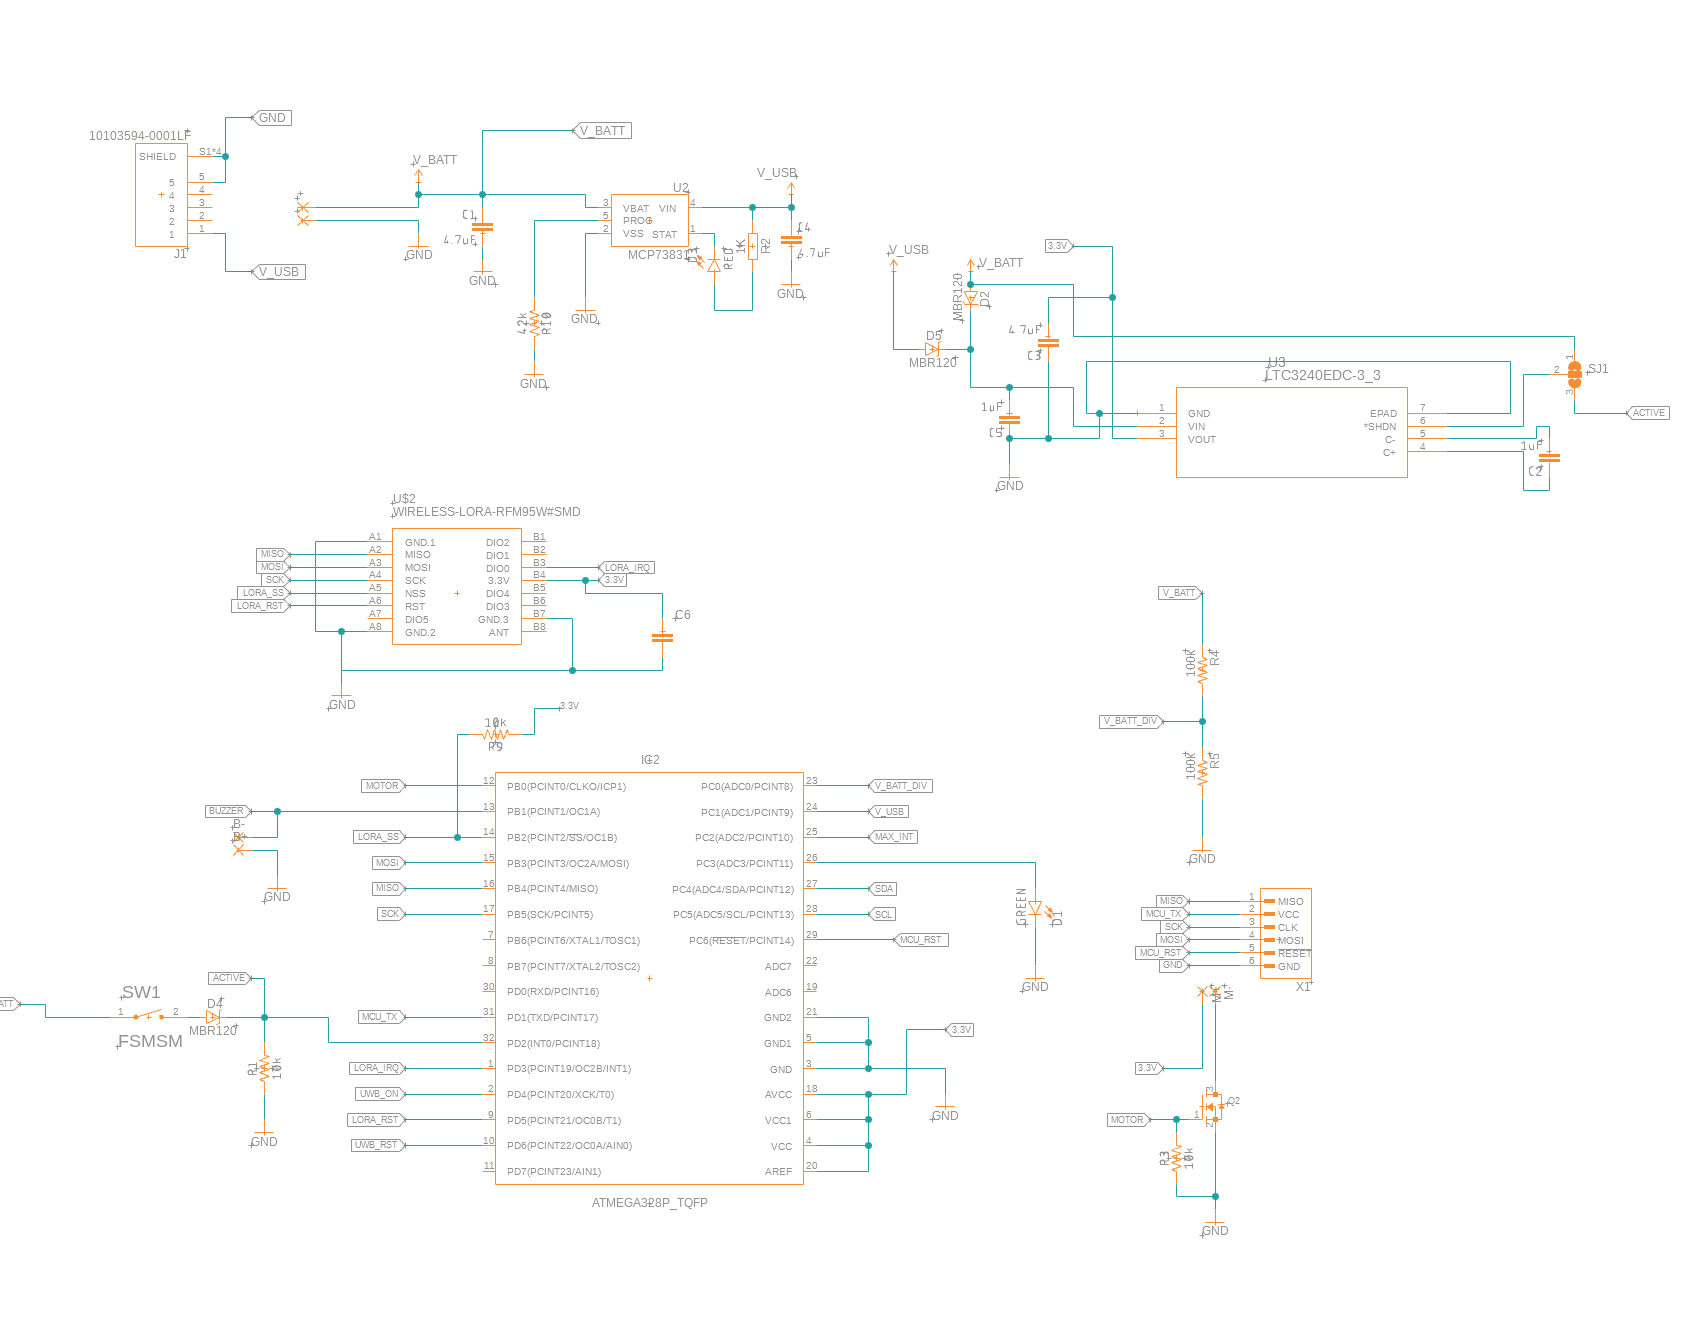 GND
10103594-0001LF
SHIELD
S1*4
5 5
4 4
3 3
2 2
1 1
J1
V_USB
V_BATT
V_BATT
GND
C1
4.7uF
GND
U2
3 VBAT VIN 4
5 PROG
2 VSS STAT 1
MCP73831
42k
R10
GND
GND
D3
RED
1K
R2
V_USB
C4
4.7uF
GND
V_USB
V_BATT
3.3V
MBR120
D2
D5
MBR120
4.7uF
C3
1uF
C5
GND
U3
LTC3240EDC-3_3
1 GND EPAD 7
2 VIN *SHDN 6
3 VOUT C- 5
C+ 4
1uF
C2
1
2
3
SJ1
ACTIVE
U$2
WIRELESS-LORA-RFM95W#SMD
A1 GND.1 DIO2 B1
MISO A2 MISO DIO1 B2
MOSI A3 MOSI DIO0 B3 LORA_IRQ
SCK A4 SCK 3.3V B4 3.3V
LORA_SS A5 NSS DIO4 B5
LORA_RST A6 RST DIO3 B6
A7 DIO5 GND.3 B7
A8 GND.2 ANT B8
C6
GND
10k
R9
3.3V
IC2
MOTOR 12 PB0(PCINT0/CLKO/ICP1) PC0(ADC0/PCINT8) 23 V_BATT_DIV
BUZZER 13 PB1(PCINT1/OC1A) PC1(ADC1/PCINT9) 24 V_USB
LORA_SS 14 PB2(PCINT2/SS/OC1B) PC2(ADC2/PCINT10) 25 MAX_INT
MOSI 15 PB3(PCINT3/OC2A/MOSI) PC3(ADC3/PCINT11) 26
MISO 16 PB4(PCINT4/MISO) PC4(ADC4/SDA/PCINT12) 27 SDA
SCK 17 PB5(SCK/PCINT5) PC5(ADC5/SCL/PCINT13) 28 SCL
7 PB6(PCINT6/XTAL1/TOSC1) PC6(RESET/PCINT14) 29 MCU_RST
8 PB7(PCINT7/XTAL2/TOSC2) ADC7 22
30 PD0(RXD/PCINT16) ADC6 19
MCU_TX 31 PD1(TXD/PCINT17) GND2 21
32 PD2(INT0/PCINT18) GND1 5
LORA_IRQ 1 PD3(PCINT19/OC2B/INT1) GND 3
UWB_ON 2 PD4(PCINT20/XCK/T0) AVCC 18
LORA_RST 9 PD5(PCINT21/OC0B/T1) VCC1 6
UWB_RST 10 PD6(PCINT22/OC0A/AIN0) VCC 4
11 PD7(PCINT23/AIN1) AREF 20
ATMEGA328P_TQFP
B-
GND
ACTIVE
ATT
SW1
1 2
FSMSM
D4
MBR120
R1
10k
GND
3.3V
GND
GREEN
D1
GND
V_BATT
100k
R4
V_BATT_DIV
100k
R5
GND
MISO 1 MISO
MCU_TX 2 VCC
SCK 3 CLK
MOSI 4 MOSI
MCU_RST 5 RESET
GND 6 GND
X1
M-
3.3V
3
Q2
MOTOR 1
2
R3
10k
GND